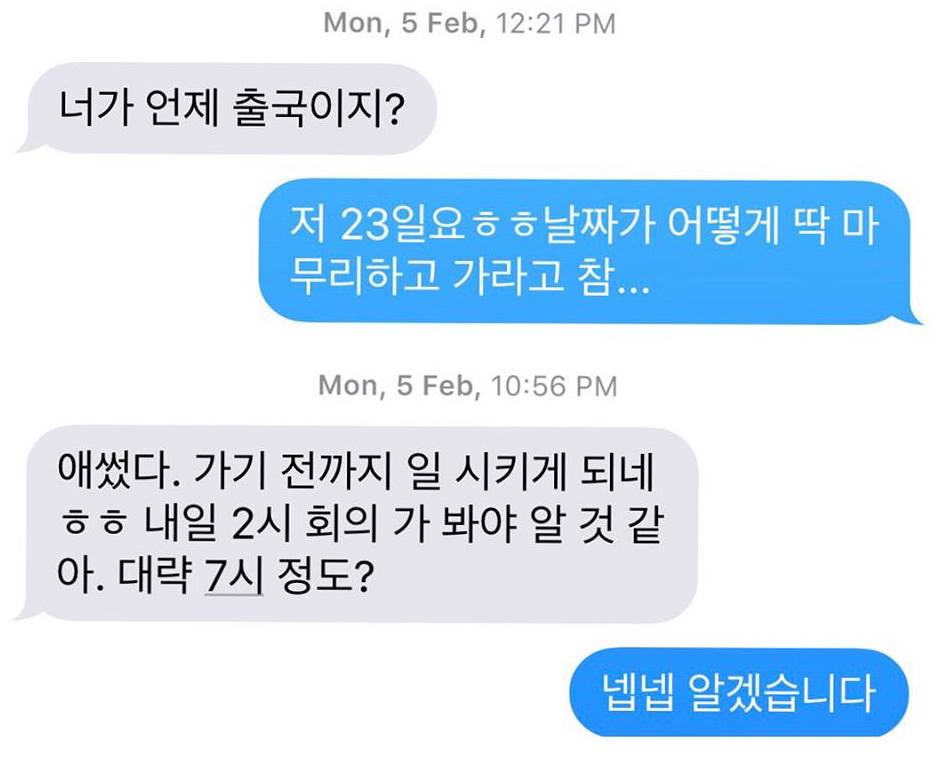 Mon, 5 Feb, 12:21 PM
너가 언제 출국이지?
저 23일요ㅎㅎ날짜가 어떻게 딱 마
무리하고 가라고 참...
Mon, 5 Feb, 10:56 PM
애썼다. 가기 전까지 일 시키게 되네
ㅎㅎ 내일 2시 회의 가 봐야 알 것 같
아. 대략 7시 정도?
넵넵 알겠습니다